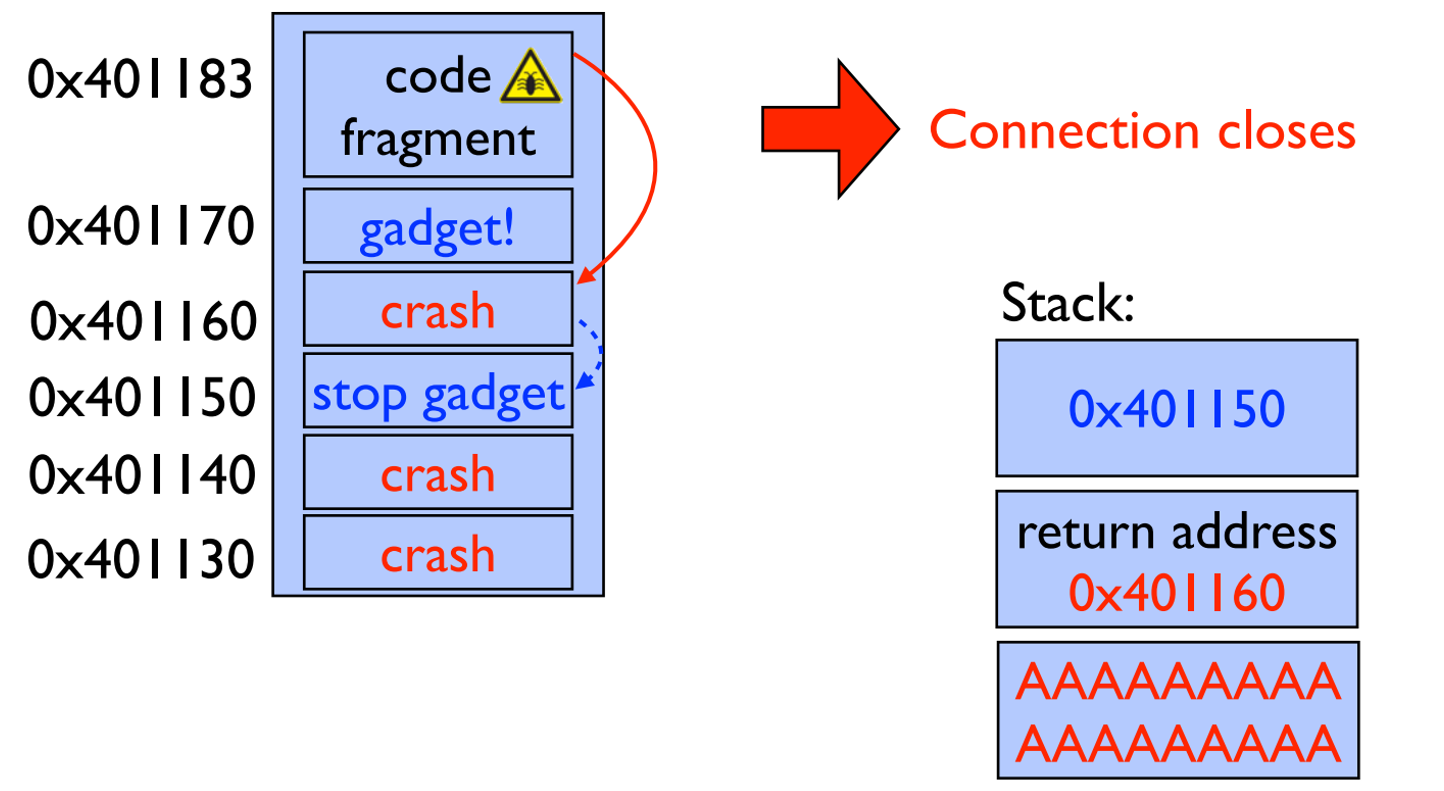 0x401183
code
fragment
Connection closes
0x401170
gadget!
0x401160
crash
0x401150
stop gadget
0x401140
crash
0x401130
crash
Stack:
0x401150
return address
0x401160
AAAAAAAAA
AAAAAAAAA